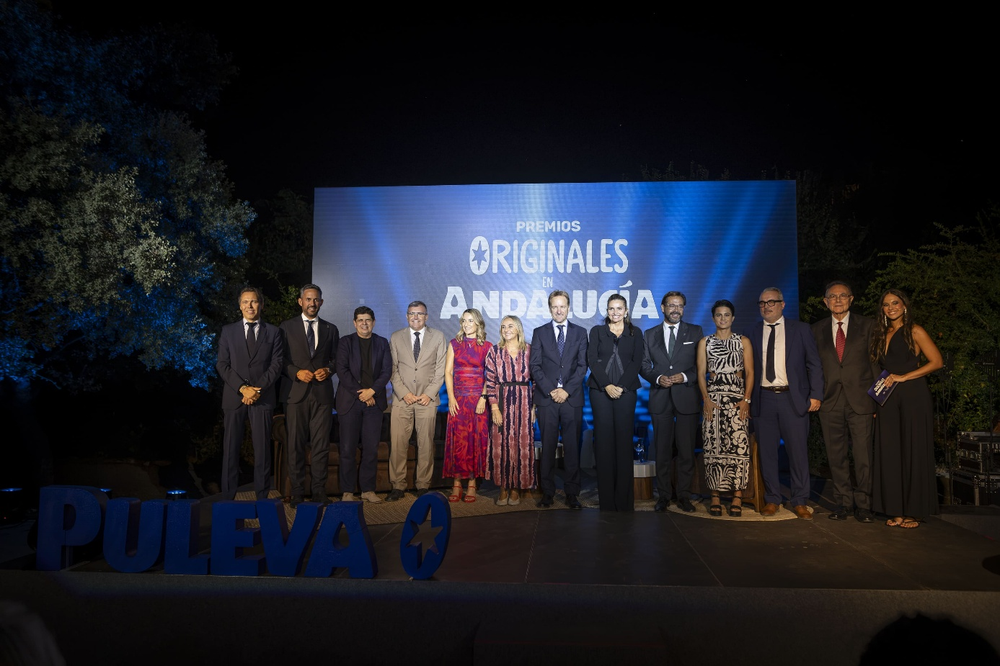 PREMIOS
ORIGINALES
EN
ANDALUCÍA
PULEVA